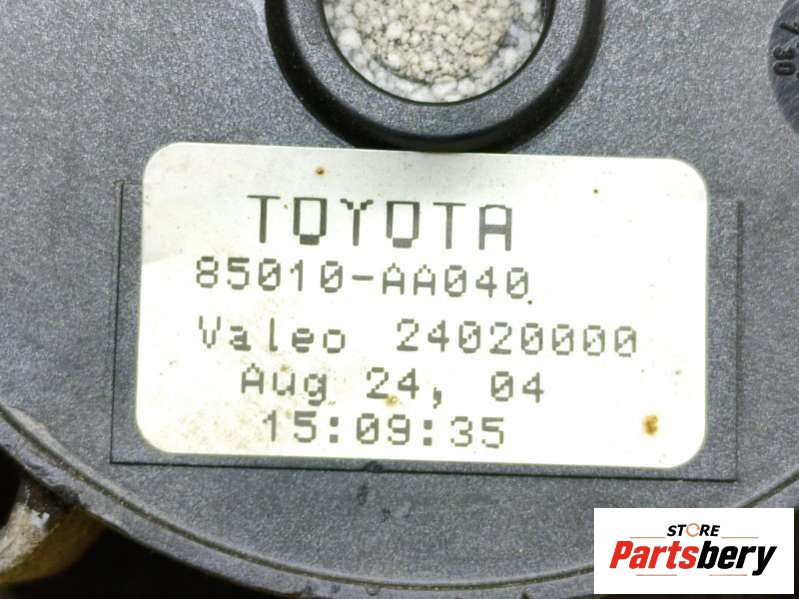 TOYOTA
85010-AA040
Valeo 24020000
Aug 24, 04
15:09:35
STORE
Partsbery